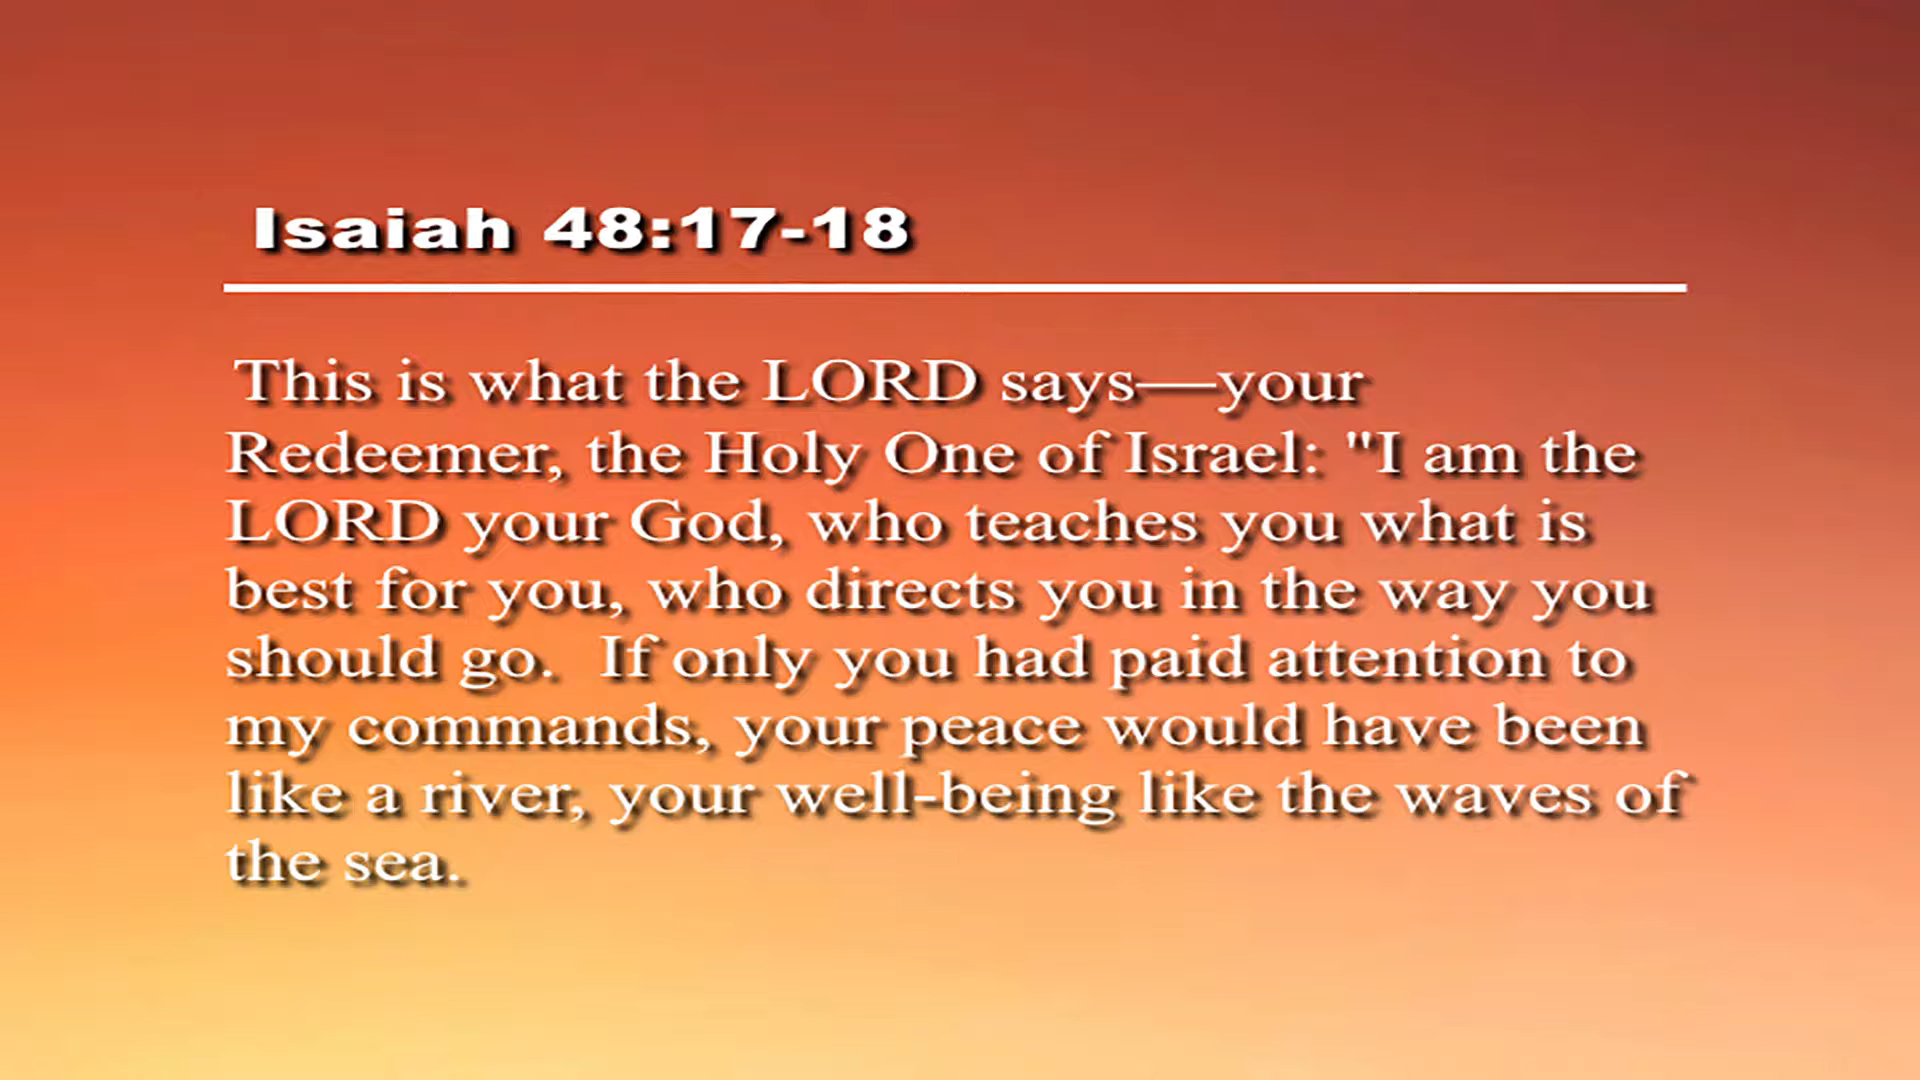 Isaiah 48:17-18
This is what the LORD says—your
Redeemer, the Holy One of Israel: "I am the
LORD your God, who teaches you what is
best for you, who directs you in the way you
should go.  If only you had paid attention to
my commands, your peace would have been
like a river, your well-being like the waves of
the sea.